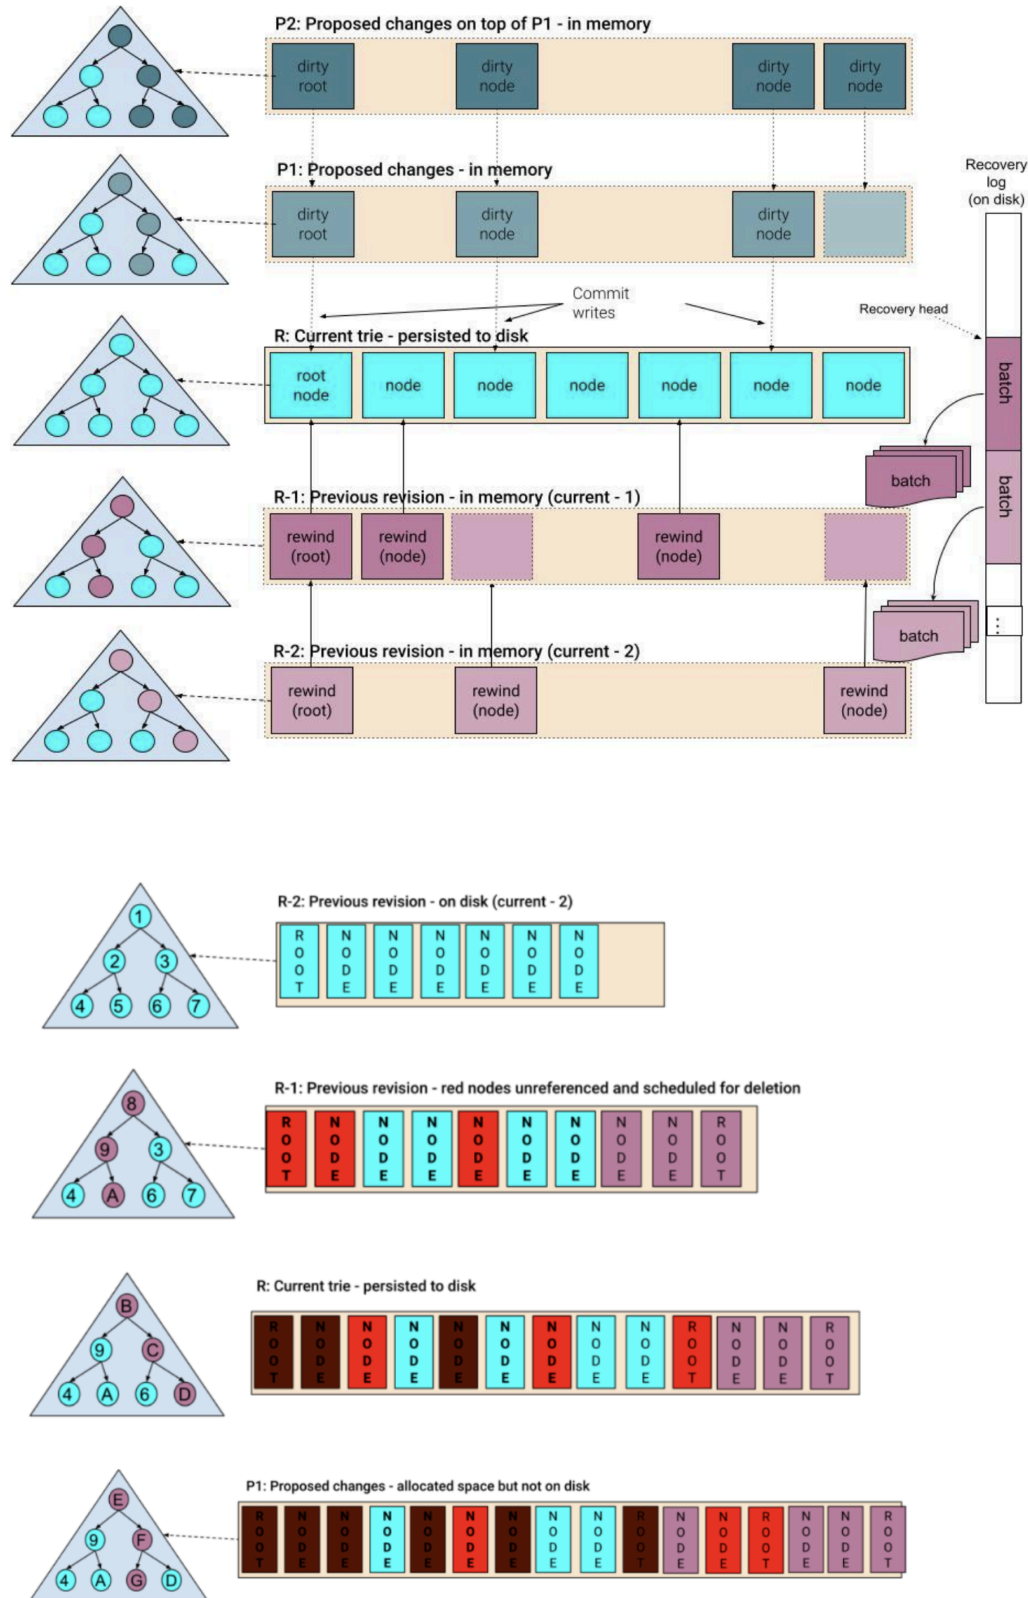 P2: Proposed changes on top of P1 - in memory
dirty
root
dirty
node
dirty
node
dirty
node
P1: Proposed changes - in memory
dirty
root
dirty
node
dirty
node
Recovery
log
(on disk)
Commit
writes
Recovery head
R: Current trie - persisted to disk
root
node
node
node
node
node
node
node
batch
batch
batch
R-1: Previous revision - in memory (current - 1)
rewind
(root)
rewind
(node)
rewind
(node)
batch
...
R-2: Previous revision - in memory (current - 2)
rewind
(root)
rewind
(node)
rewind
(node)
R-2: Previous revision - on disk (current - 2)
1
2 3
4 5 6 7
ROOT NODE NODE NODE NODE NODE NODE
R-1: Previous revision - red nodes unreferenced and scheduled for deletion
8
9 3
4 A 6 7
ROOT NODE NODE NODE NODE NODE NODE NODE NODE ROOT
R: Current trie - persisted to disk
B
9 C
4 A 6 D
ROOT NODE NODE NODE NODE NODE NODE NODE NODE ROOT NODE NODE ROOT
P1: Proposed changes - allocated space but not on disk
E
9 F
4 A G D
ROOT NODE NODE NODE NODE NODE NODE NODE NODE ROOT NODE NODE ROOT NODE NODE ROOT